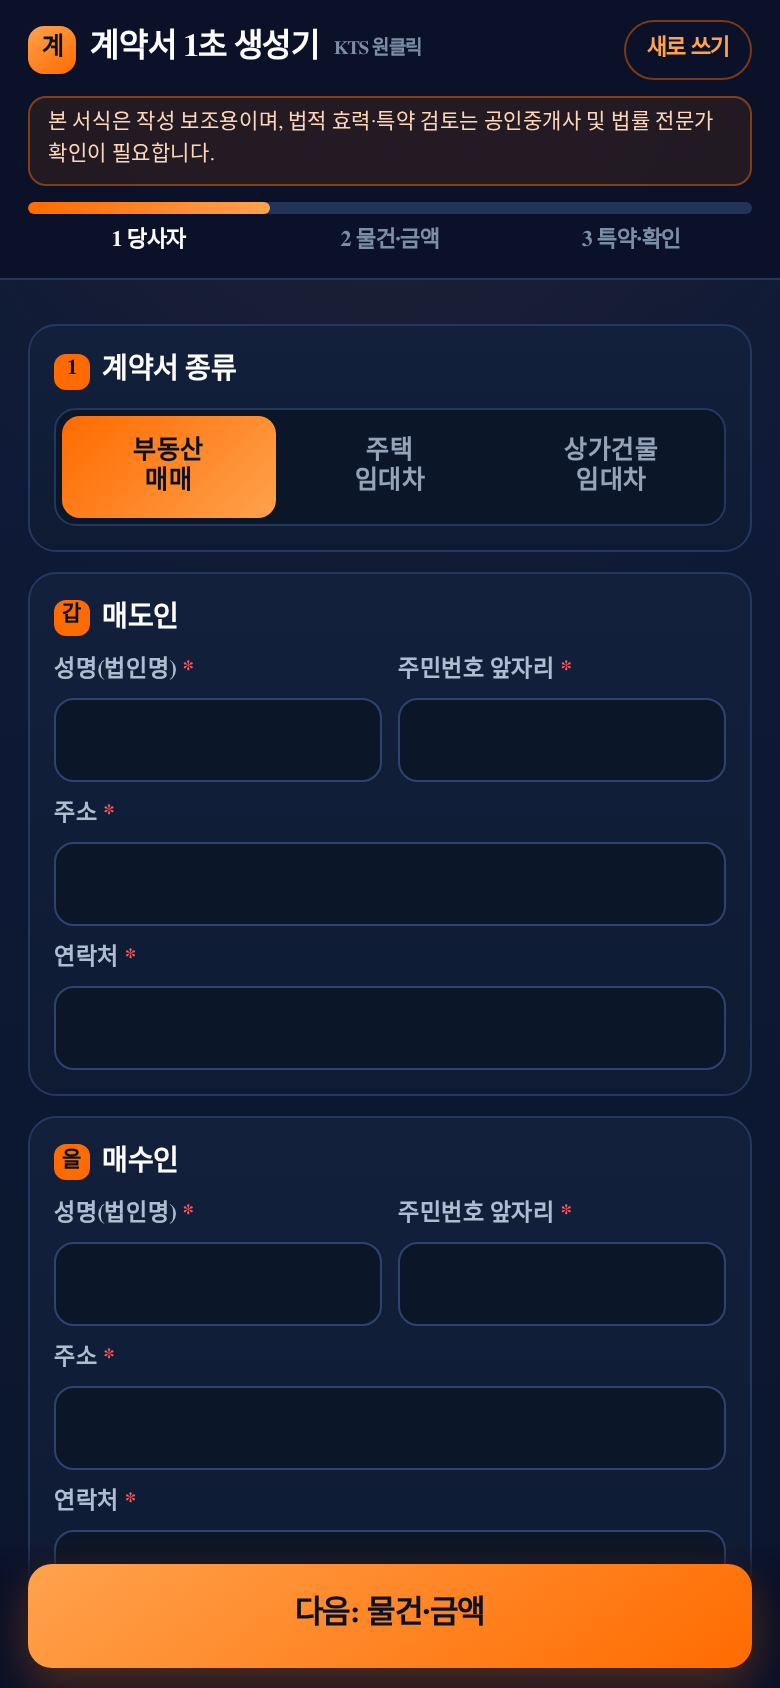 계 계약서 1초 생성기 KTS 원클릭 새로 쓰기
본 서식은 작성 보조용이며, 법적 효력·특약 검토는 공인중개사 및 법률 전문가
확인이 필요합니다.
1 당사자 2 물건·금액 3 특약·확인
1 계약서 종류
부동산 주택 상가건물
매매 임대차 임대차
갑 매도인
성명(법인명) * 주민번호 앞자리 *
주소 *
연락처 *
을 매수인
성명(법인명) * 주민번호 앞자리 *
주소 *
연락처 *
다음: 물건·금액